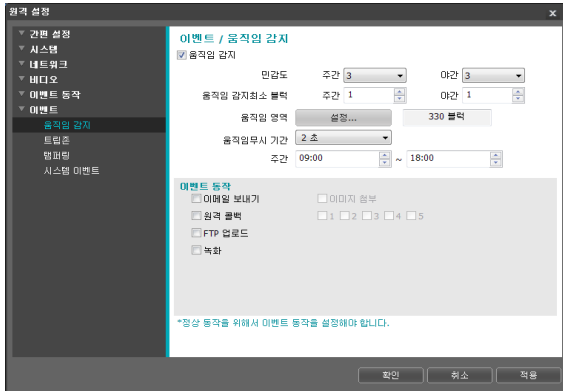 원격 설정
간편 설정
시스템
네트워크
비디오
이벤트 동작
이벤트
움직임 감지
트립존
탬퍼링
시스템 이벤트
이벤트 / 움직임 감지
움직임 감지
민감도 주간 3 야간 3
움직임 감지최소 블럭 주간 1 야간 1
움직임 영역 설정... 330 블럭
움직임무시 기간 2 초
주간 09:00 ~ 18:00
이벤트 동작
이메일 보내기 이미지 첨부
원격 콜백 1 2 3 4 5
FTP 업로드
녹화
*정상 동작을 위해서 이벤트 동작을 설정해야 합니다.
확인 취소 적용